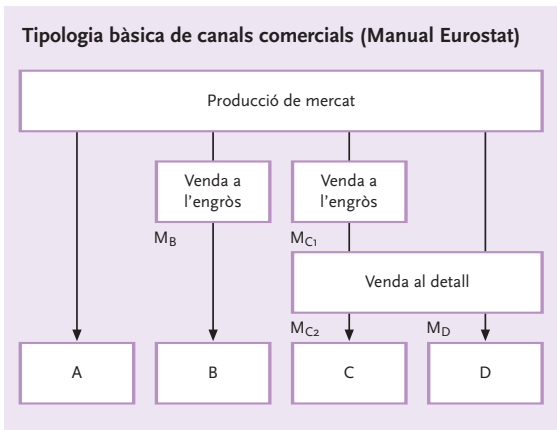 Tipologia bàsica de canals comercials (Manual Eurostat)
Producció de mercat
Venda a
l'engròs
Venda a
l'engròs
MB
MC1
Venda al detall
MC2
MD
A
B
C
D